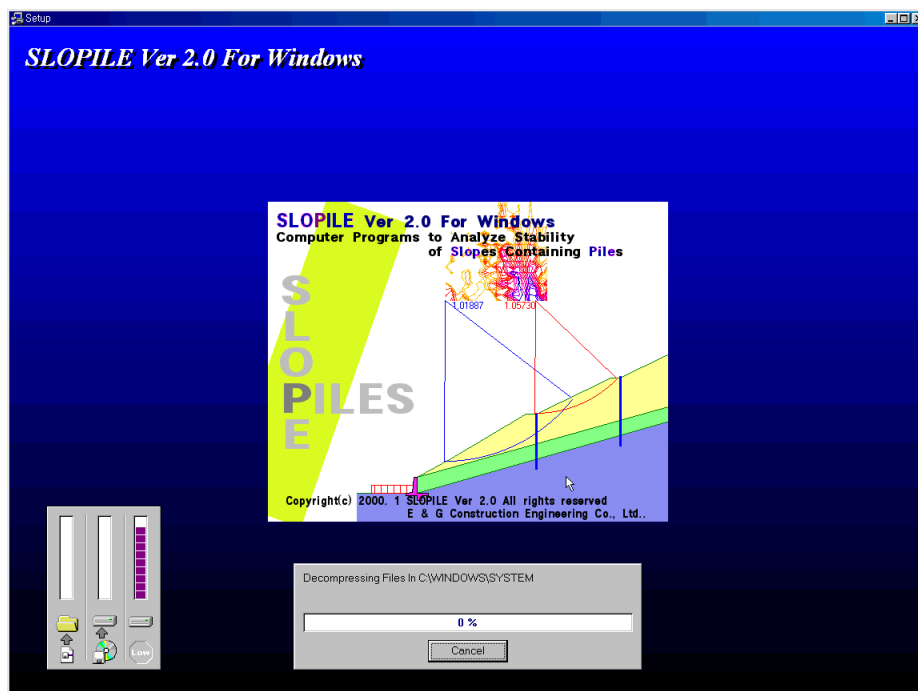 Setup
SLOPILE Ver 2.0 For Windows
SLOPILE Ver 2.0 For Windows
Computer Programs to Analyze Stability
of Slopes Containing Piles
1.01887
1.05730
SLOPE
PILES
Copyright(c) 2000. 1 SLOPILE Ver 2.0 All rights reserved
E & G Construction Engineering Co., Ltd..
Decompressing Files In C:\WINDOWS\SYSTEM
0 %
Cancel
Low